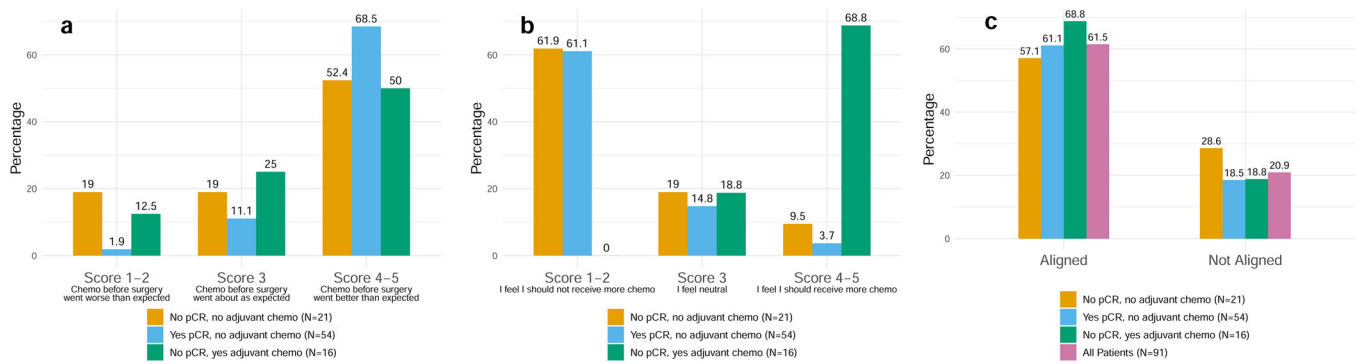 a
Percentage
60
40
20
0
19
1.9
12.5
19
11.1
25
52.4
68.5
50
Score 1–2
Chemo before surgery
went worse than expected
Score 3
Chemo before surgery
went about as expected
Score 4–5
Chemo before surgery
went better than expected
No pCR, no adjuvant chemo (N=21)
Yes pCR, no adjuvant chemo (N=54)
No pCR, yes adjuvant chemo (N=16)
b
Percentage
60
40
20
0
61.9
61.1
0
19
14.8
18.8
9.5
3.7
68.8
Score 1–2
I feel I should not receive more chemo
Score 3
I feel neutral
Score 4–5
I feel I should receive more chemo
No pCR, no adjuvant chemo (N=21)
Yes pCR, no adjuvant chemo (N=54)
No pCR, yes adjuvant chemo (N=16)
c
Percentage
60
40
20
0
57.1
61.1
68.8
61.5
28.6
18.5
18.8
20.9
Aligned
Not Aligned
No pCR, no adjuvant chemo (N=21)
Yes pCR, no adjuvant chemo (N=54)
No pCR, yes adjuvant chemo (N=16)
All Patients (N=91)